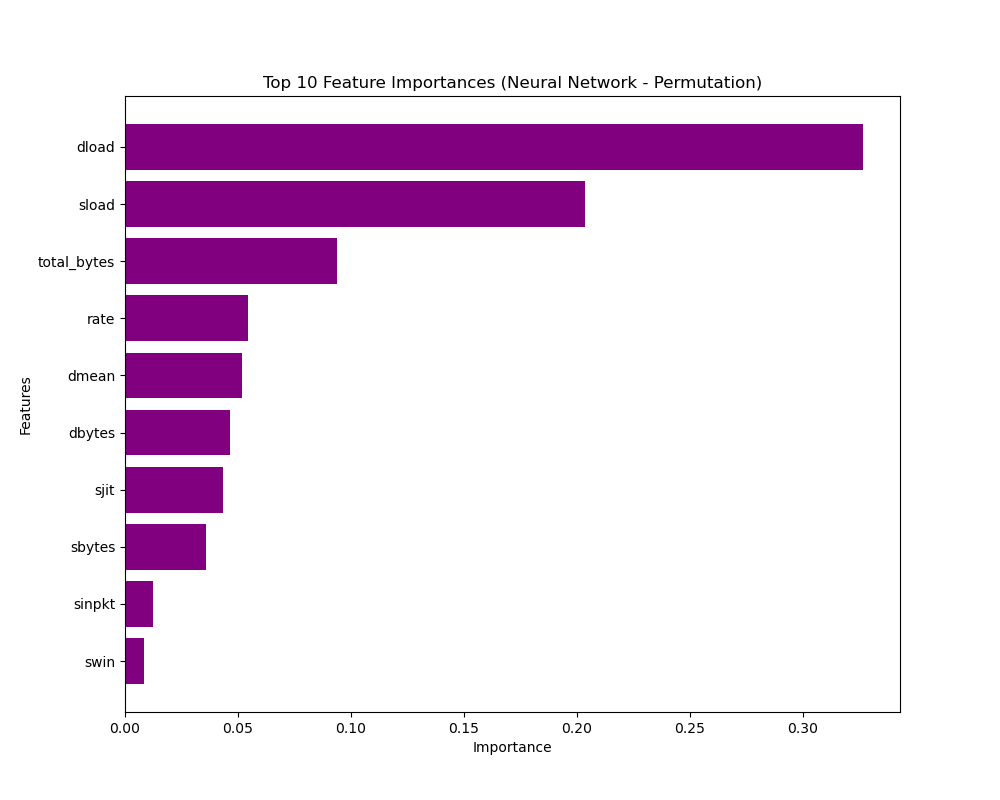 Top 10 Feature Importances (Neural Network - Permutation)
Features
dload
sload
total_bytes
rate
dmean
dbytes
sjit
sbytes
sinpkt
swin
0.00 0.05 0.10 0.15 0.20 0.25 0.30
Importance